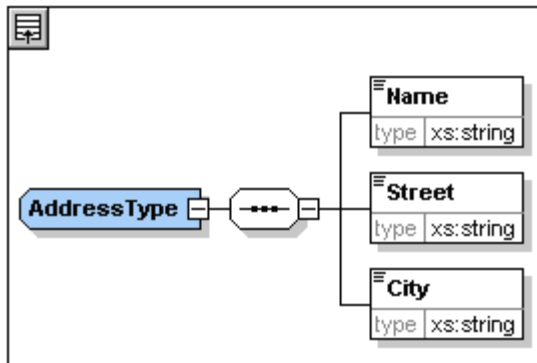 Name
type xs:string
AddressType
Street
type xs:string
City
type xs:string